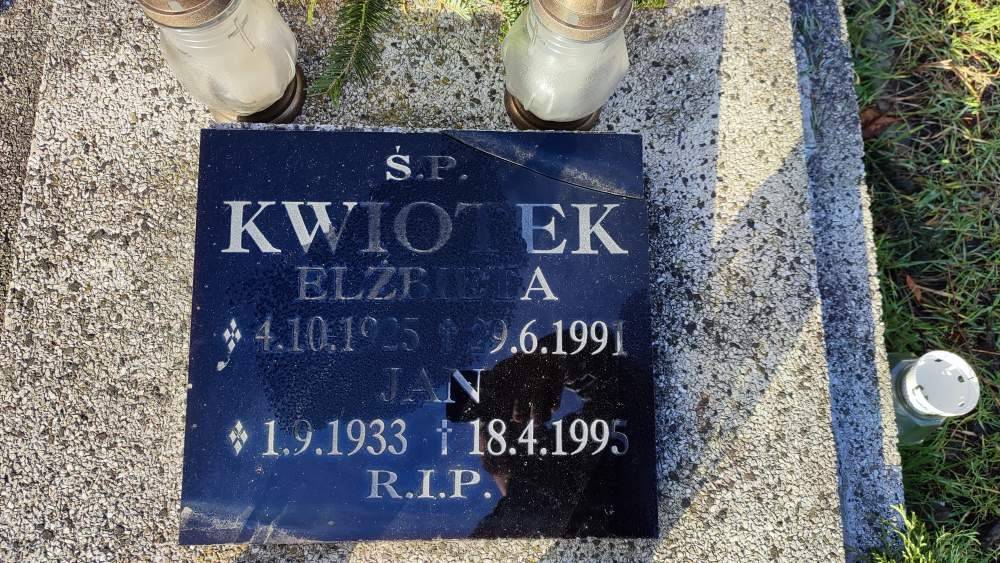 Ś.P.
KWIOTEK
ELŻBIETA
4.10.1925 † 29.6.1991
JAN
1.9.1933 † 18.4.1995
R.I.P.